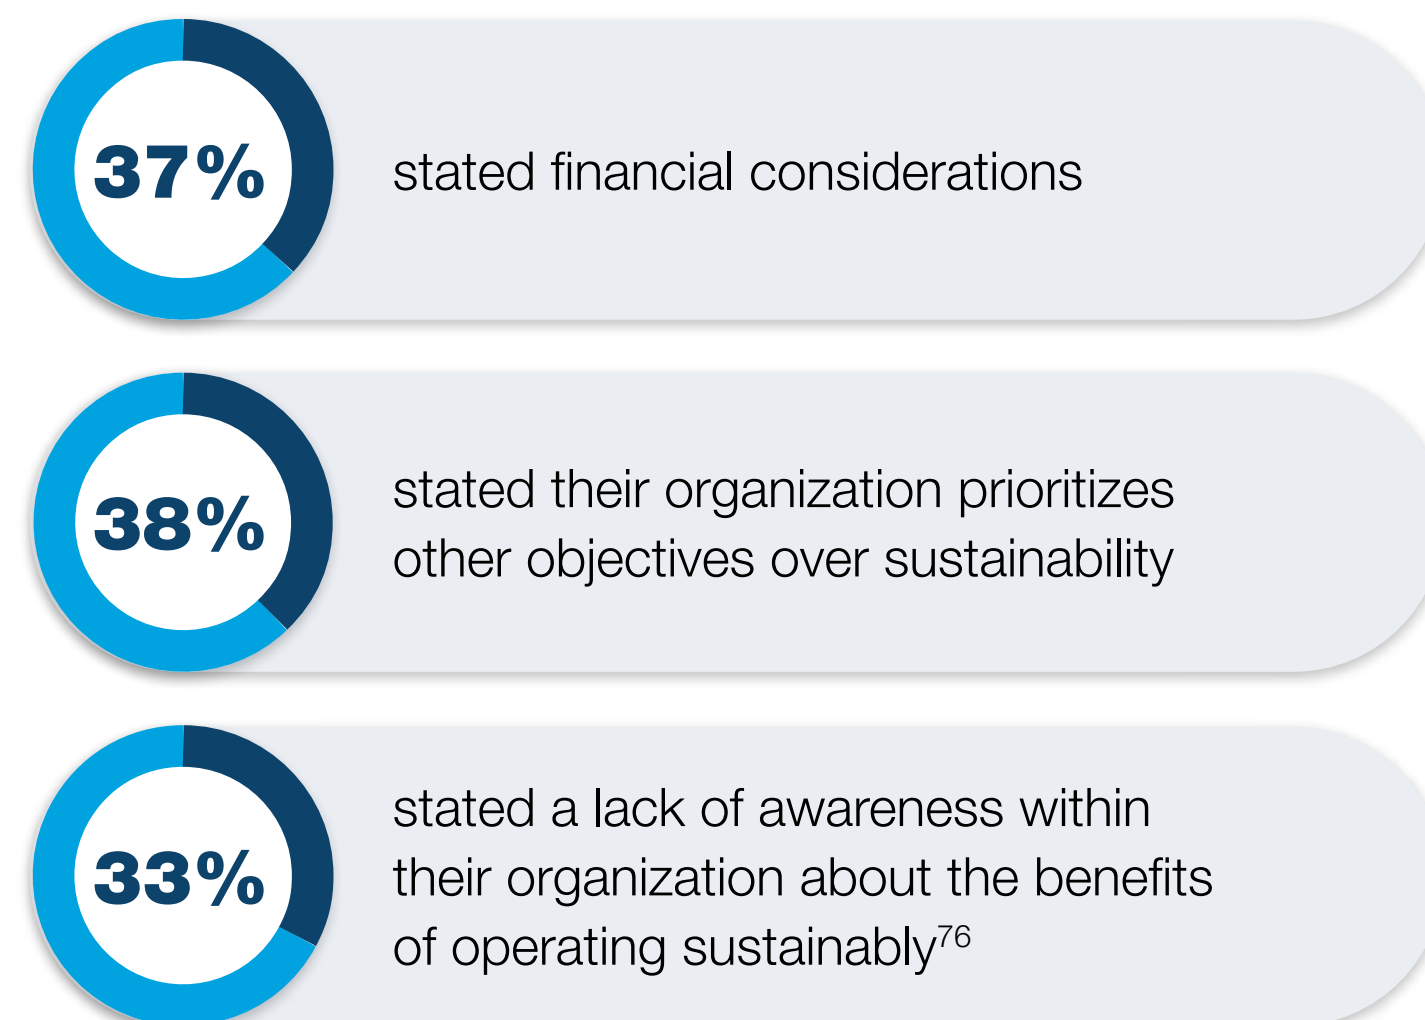 37%
stated financial considerations
38%
stated their organization prioritizes
other objectives over sustainability
33%
stated a lack of awareness within
their organization about the benefits
of operating sustainably76